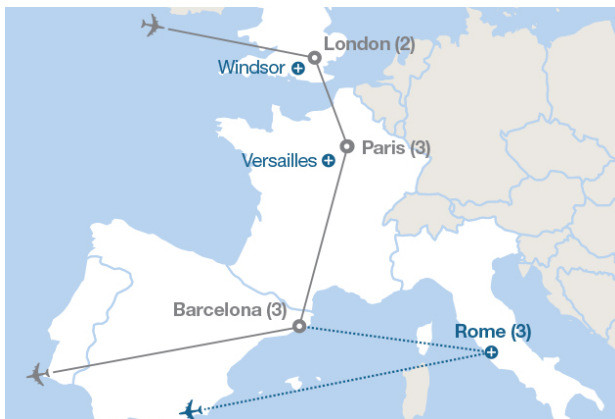 London (2)
Windsor
Paris (3)
Versailles
Barcelona (3)
Rome (3)